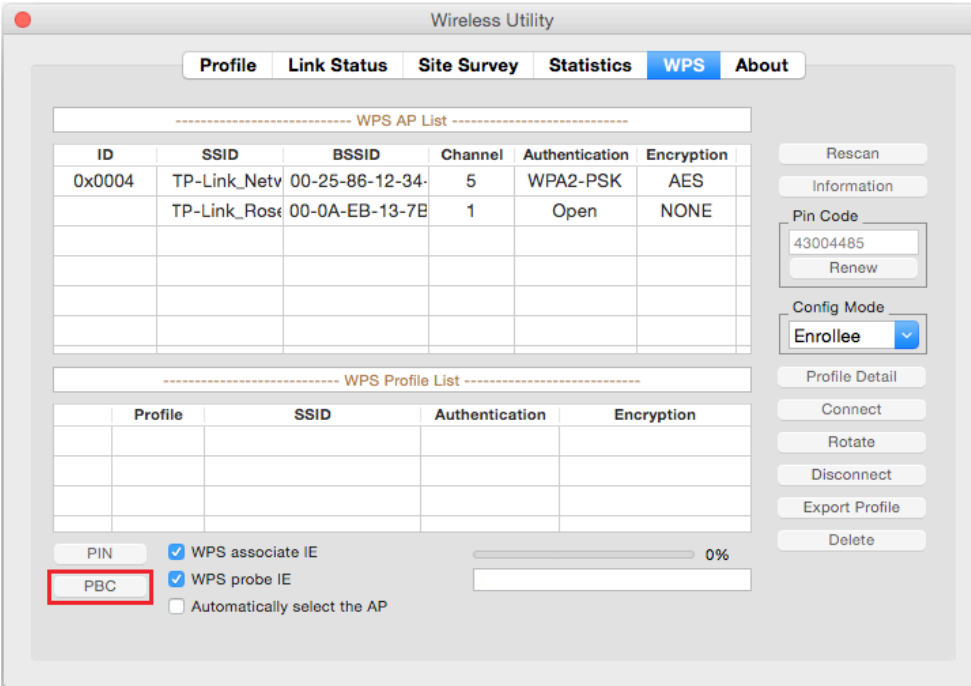 Wireless Utility
Profile Link Status Site Survey Statistics WPS About
--------------------------- WPS AP List ---------------------------
ID SSID BSSID Channel Authentication Encryption
0x0004 TP-Link_Netw 00-25-86-12-34- 5 WPA2-PSK AES
TP-Link_Rose 00-0A-EB-13-7B 1 Open NONE
Rescan
Information
Pin Code
43004485
Renew
Config Mode
Enrollee
--------------------------- WPS Profile List ---------------------------
Profile SSID Authentication Encryption
Profile Detail
Connect
Rotate
Disconnect
Export Profile
Delete
PIN WPS associate IE 0%
PBC WPS probe IE
Automatically select the AP